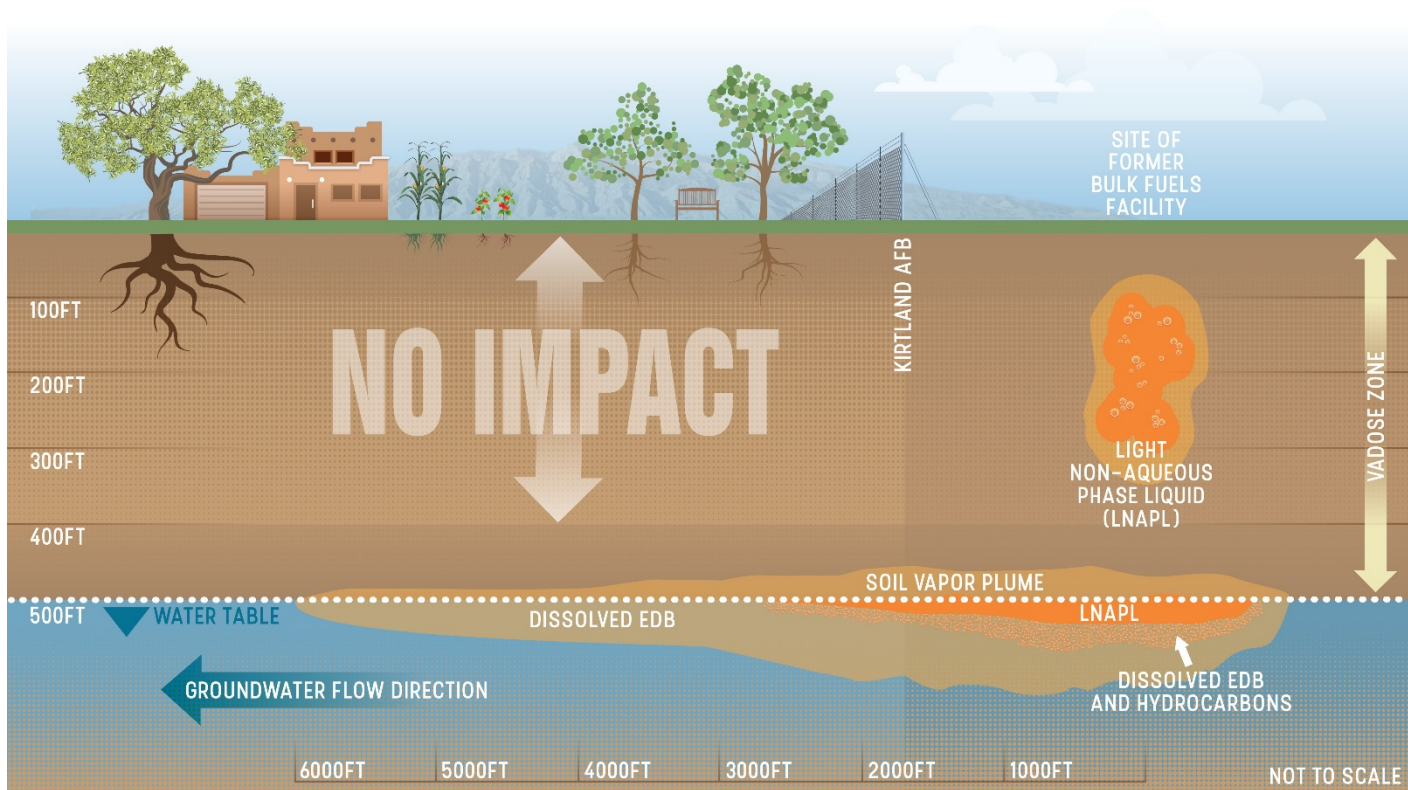 SITE OF
FORMER
BULK FUELS
FACILITY
KIRTLAND AFB
100FT
NO IMPACT
200FT
VADOSE ZONE
300FT
LIGHT
NON-AQUEOUS
PHASE LIQUID
(LNAPL)
400FT
SOIL VAPOR PLUME
500FT
WATER TABLE
DISSOLVED EDB
LNAPL
GROUNDWATER FLOW DIRECTION
DISSOLVED EDB
AND HYDROCARBONS
6000FT
5000FT
4000FT
3000FT
2000FT
1000FT
NOT TO SCALE